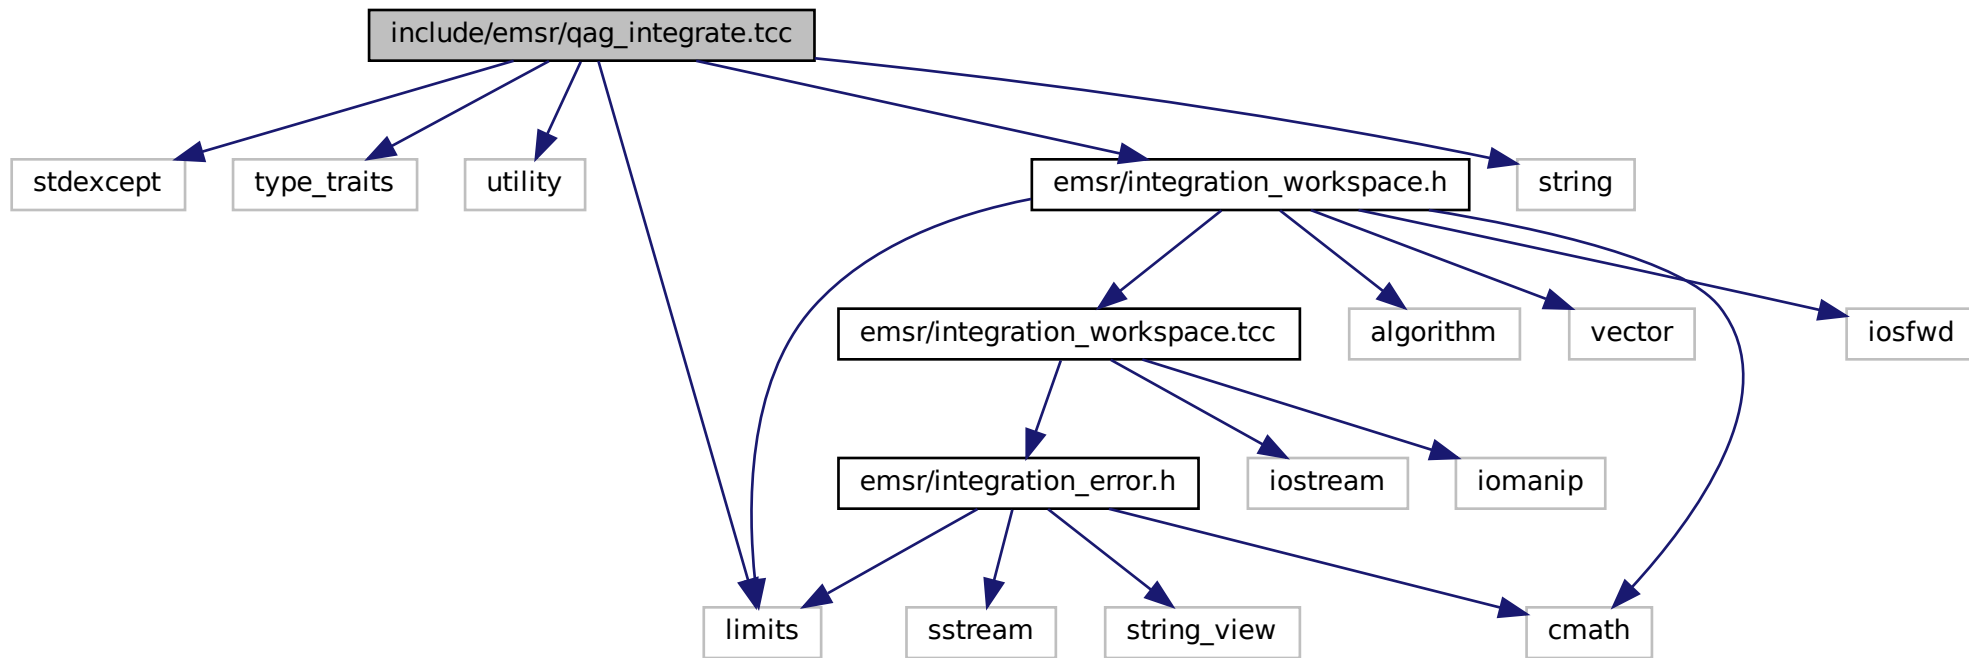 include/emsr/qag_integrate.tcc
stdexcept
type_traits
utility
emsr/integration_workspace.h
string
emsr/integration_workspace.tcc
algorithm
vector
iosfwd
emsr/integration_error.h
iostream
iomanip
limits
sstream
string_view
cmath